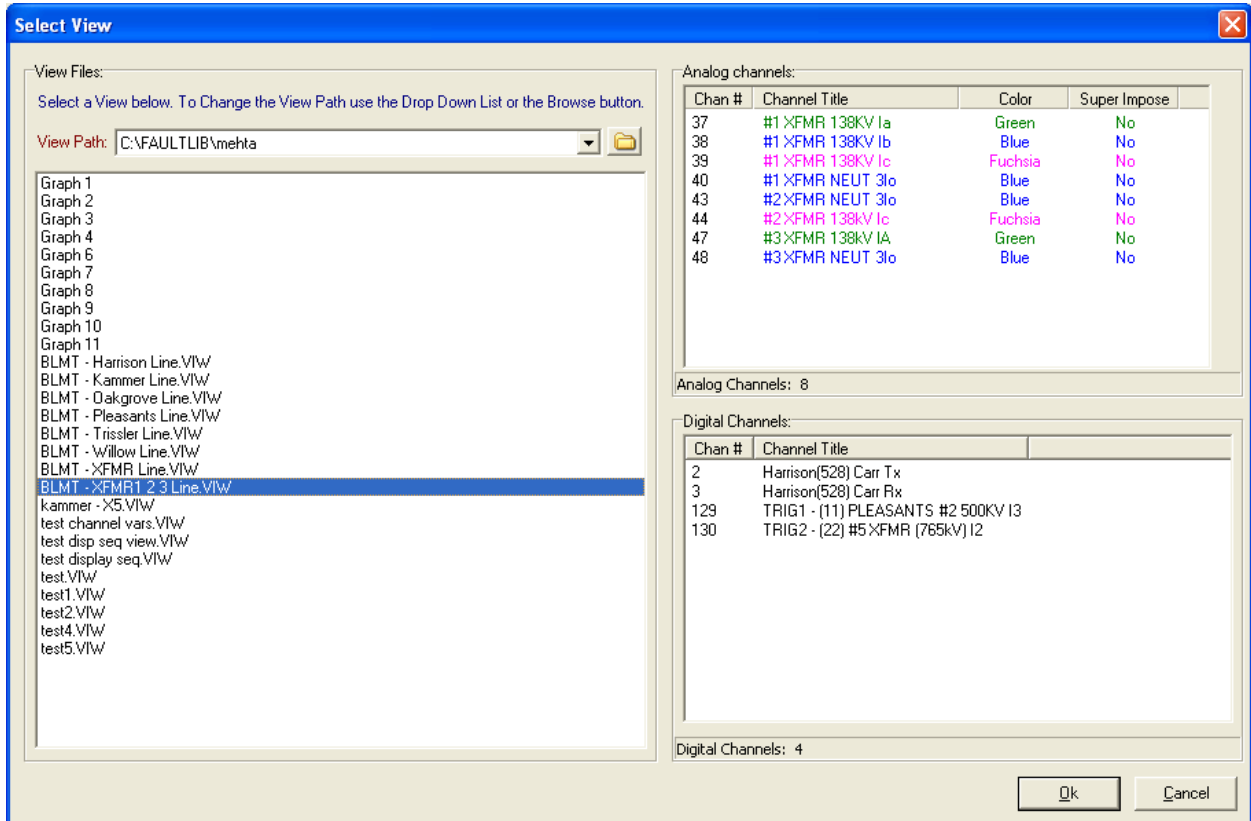 Select View
View Files:
Select a View below. To Change the View Path use the Drop Down List or the Browse button.
View Path: C:\FAULTLIB\mehta
Graph 1
Graph 2
Graph 3
Graph 4
Graph 6
Graph 7
Graph 8
Graph 9
Graph 10
Graph 11
BLMT - Harrison Line.VIW
BLMT - Kammer Line.VIW
BLMT - Oakgrove Line.VIW
BLMT - Pleasants Line.VIW
BLMT - Trissler Line.VIW
BLMT - Willow Line.VIW
BLMT - XFMR Line.VIW
BLMT - XFMR1 2 3 Line.VIW
kammer - X5.VIW
test channel vars.VIW
test disp seq view.VIW
test display seq.VIW
test.VIW
test1.VIW
test2.VIW
test4.VIW
test5.VIW
Analog channels:
Chan # Channel Title Color Super Impose
37 #1 XFMR 138KV Ia Green No
38 #1 XFMR 138KV Ib Blue No
39 #1 XFMR 138KV Ic Fuchsia No
40 #1 XFMR NEUT 3Io Blue No
43 #2 XFMR NEUT 3Io Blue No
44 #2 XFMR 138kV Ic Fuchsia No
47 #3 XFMR 138kV IA Green No
48 #3 XFMR NEUT 3Io Blue No
Analog Channels: 8
Digital Channels:
Chan # Channel Title
2 Harrison(528) Carr Tx
3 Harrison(528) Carr Rx
129 TRIG1 - (11) PLEASANTS #2 500KV I3
130 TRIG2 - (22) #5 XFMR (765kV) I2
Digital Channels: 4
Ok Cancel